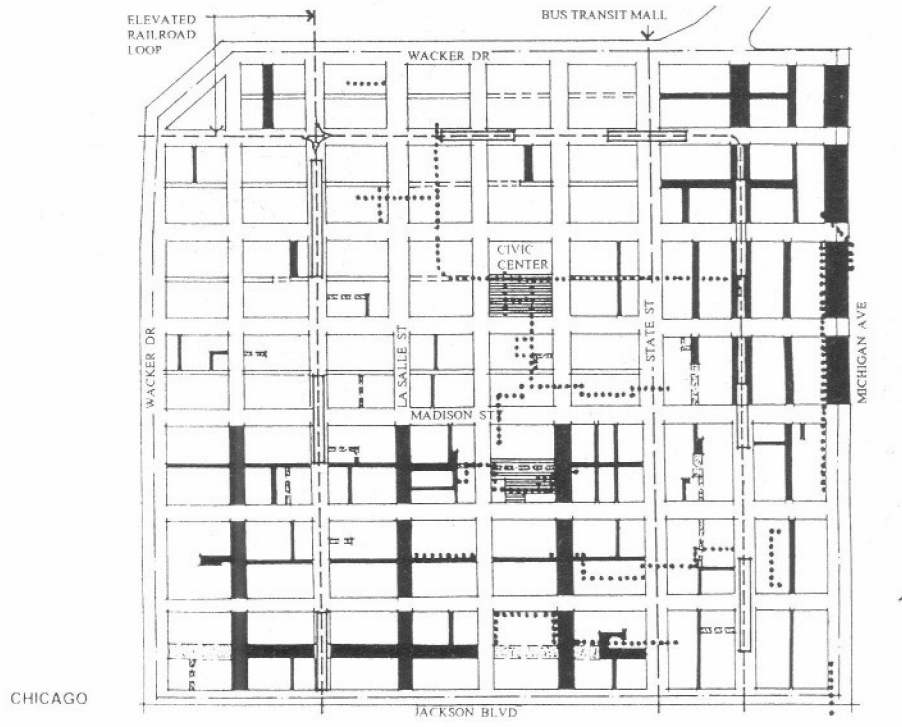 ELEVATED
RAILROAD
LOOP
BUS TRANSIT MALL
WACKER DR
CIVIC
CENTER
WACKER DR
LA SALLE ST
STATE ST
MICHIGAN AVE
MADISON ST
CHICAGO
JACKSON BLVD